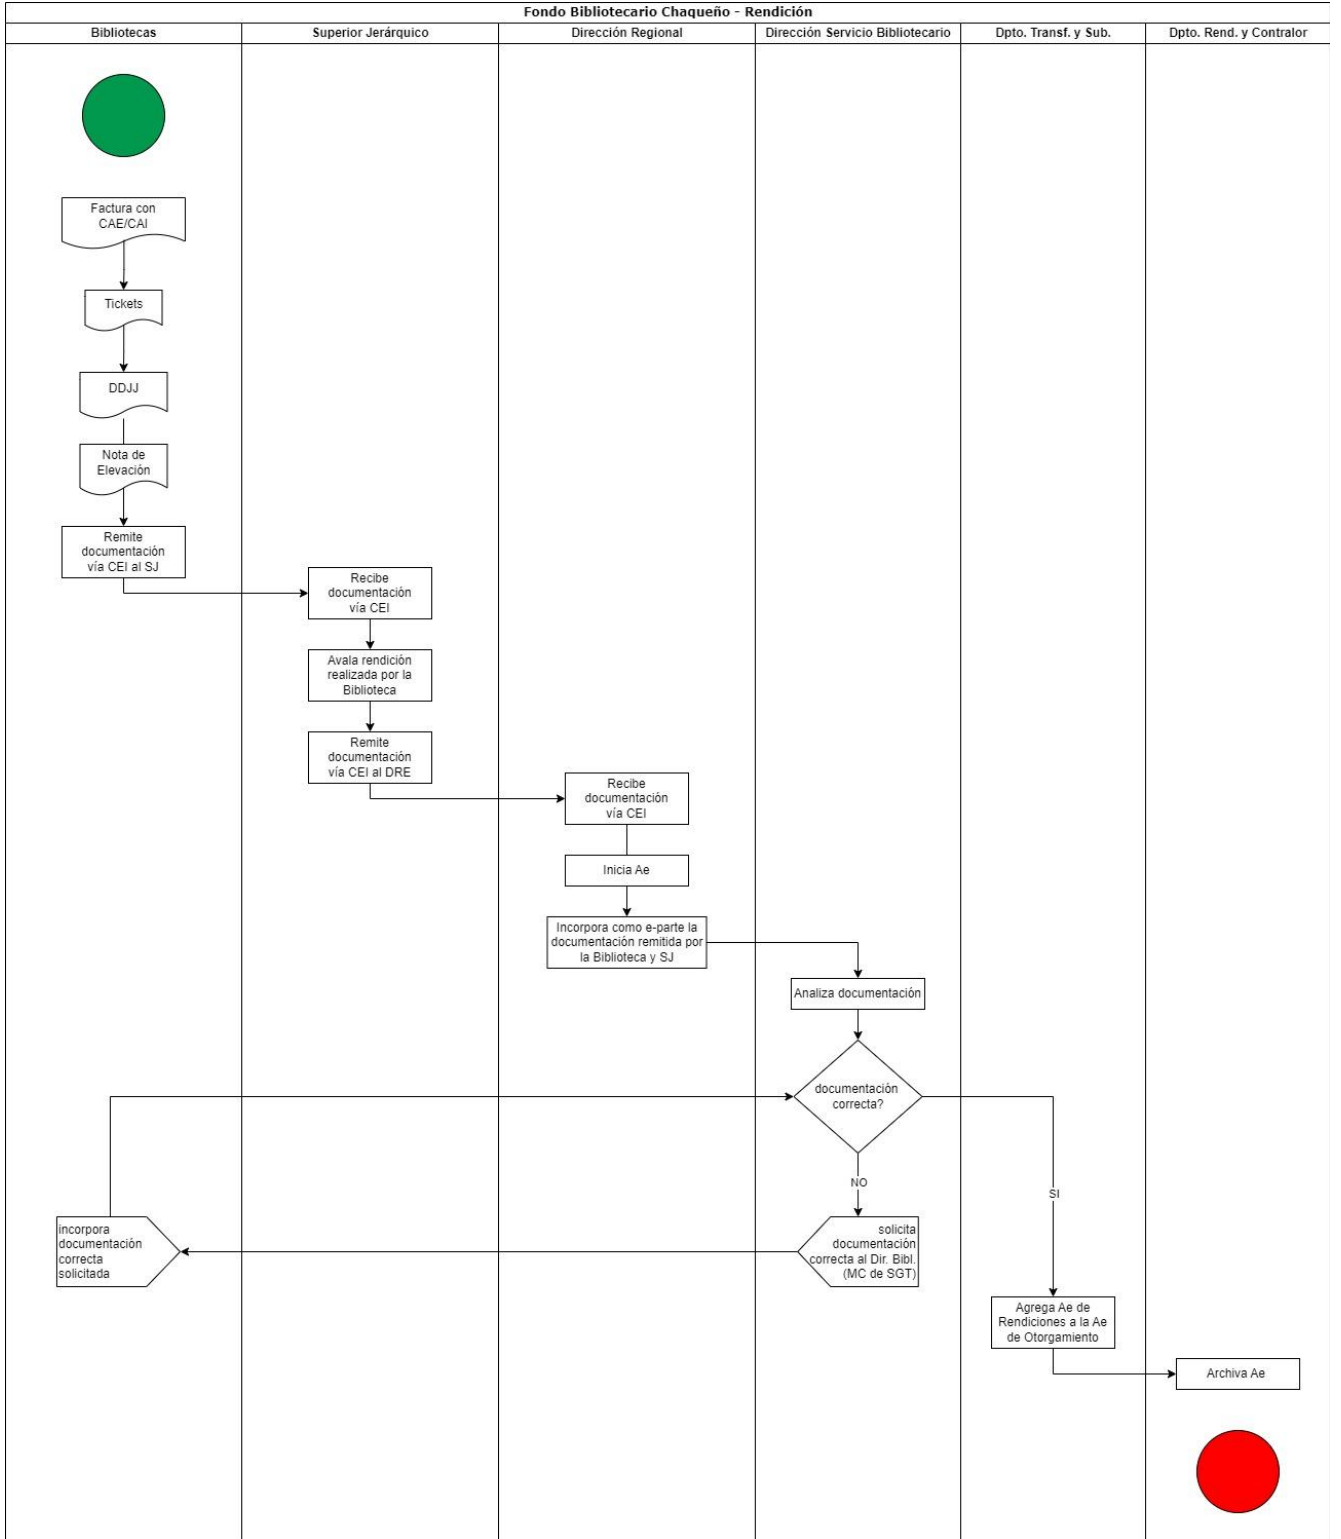 Fondo Bibliotecario Chaqueño - Rendición
Bibliotecas
Superior Jerárquico
Dirección Regional
Dirección Servicio Bibliotecario
Dpto. Transf. y Sub.
Dpto. Rend. y Contralor
Factura con
CAE/CAI
Tickets
DDJJ
Nota de
Elevación
Remite
documentación
vía CEI al SJ
Recibe
documentación
vía CEI
Avala rendición
realizada por la
Biblioteca
Remite
documentación
vía CEI al DRE
Recibe
documentación
vía CEI
Inicia Ae
Incorpora como e-parte la
documentación remitida por
la Biblioteca y SJ
Analiza documentación
documentación
correcta?
NO
SI
solicita
documentación
correcta al Dir. Bibl.
(MC de SGT)
incorpora
documentación
correcta
solicitada
Agrega Ae de
Rendiciones a la Ae
de Otorgamiento
Archiva Ae